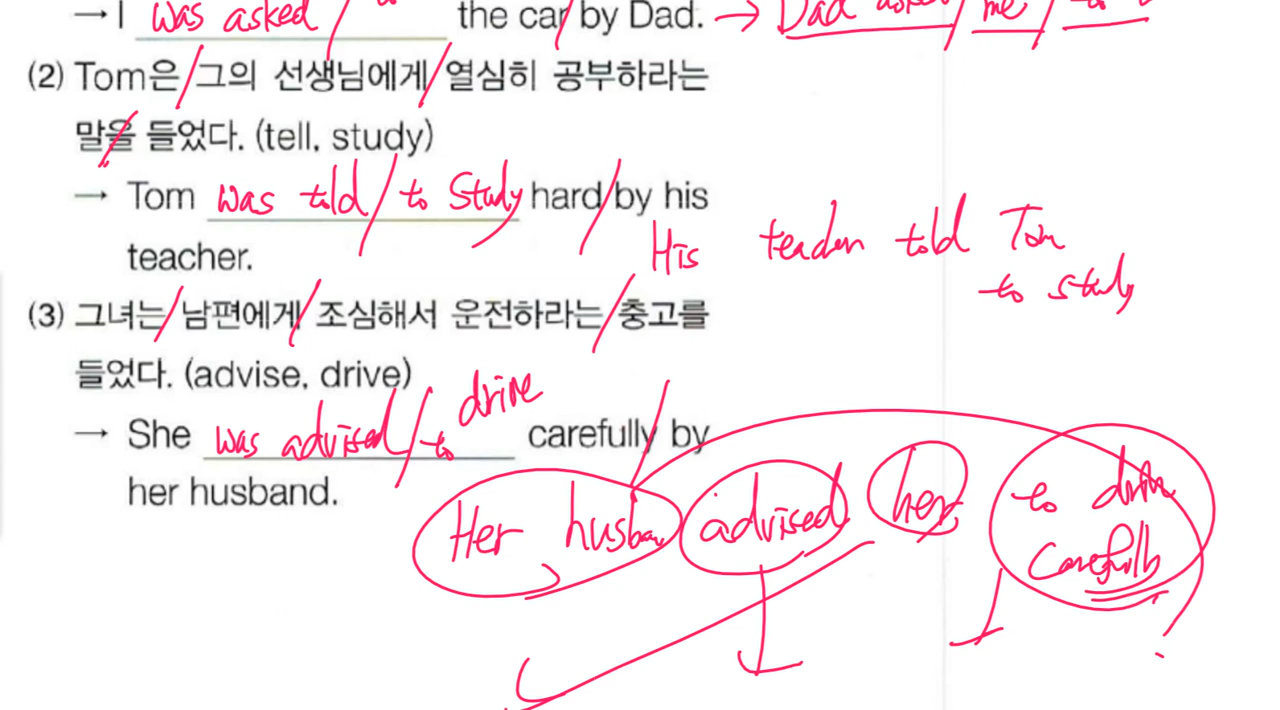 → I was asked / the car / by Dad. → Dad asked / me /
(2) Tom은 / 그의 선생님에게 / 열심히 공부하라는
말을 들었다. (tell, study)
→ Tom was told / to study hard / by his
teacher.
His teacher told Tom
to study
(3) 그녀는 / 남편에게 / 조심해서 운전하라는 / 충고를
들었다. (advise, drive)
drive
→ She was advised / to carefully / by
her husband.
Her husban advised her to drive
carefully